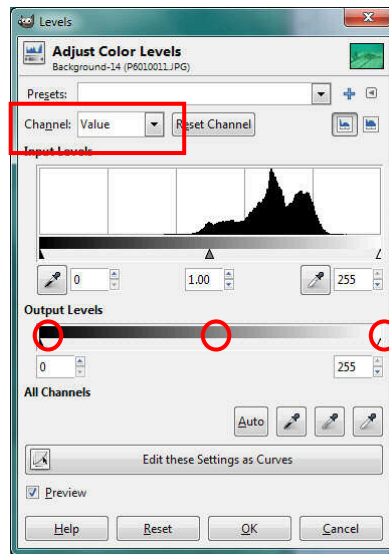 Levels
Adjust Color Levels
Background-14 (P6010011.JPG)
Presets:
Channel: Value Reset Channel
Input Levels
0 1.00 255
Output Levels
0 255
All Channels
Auto
Edit these Settings as Curves
Preview
Help Reset OK Cancel